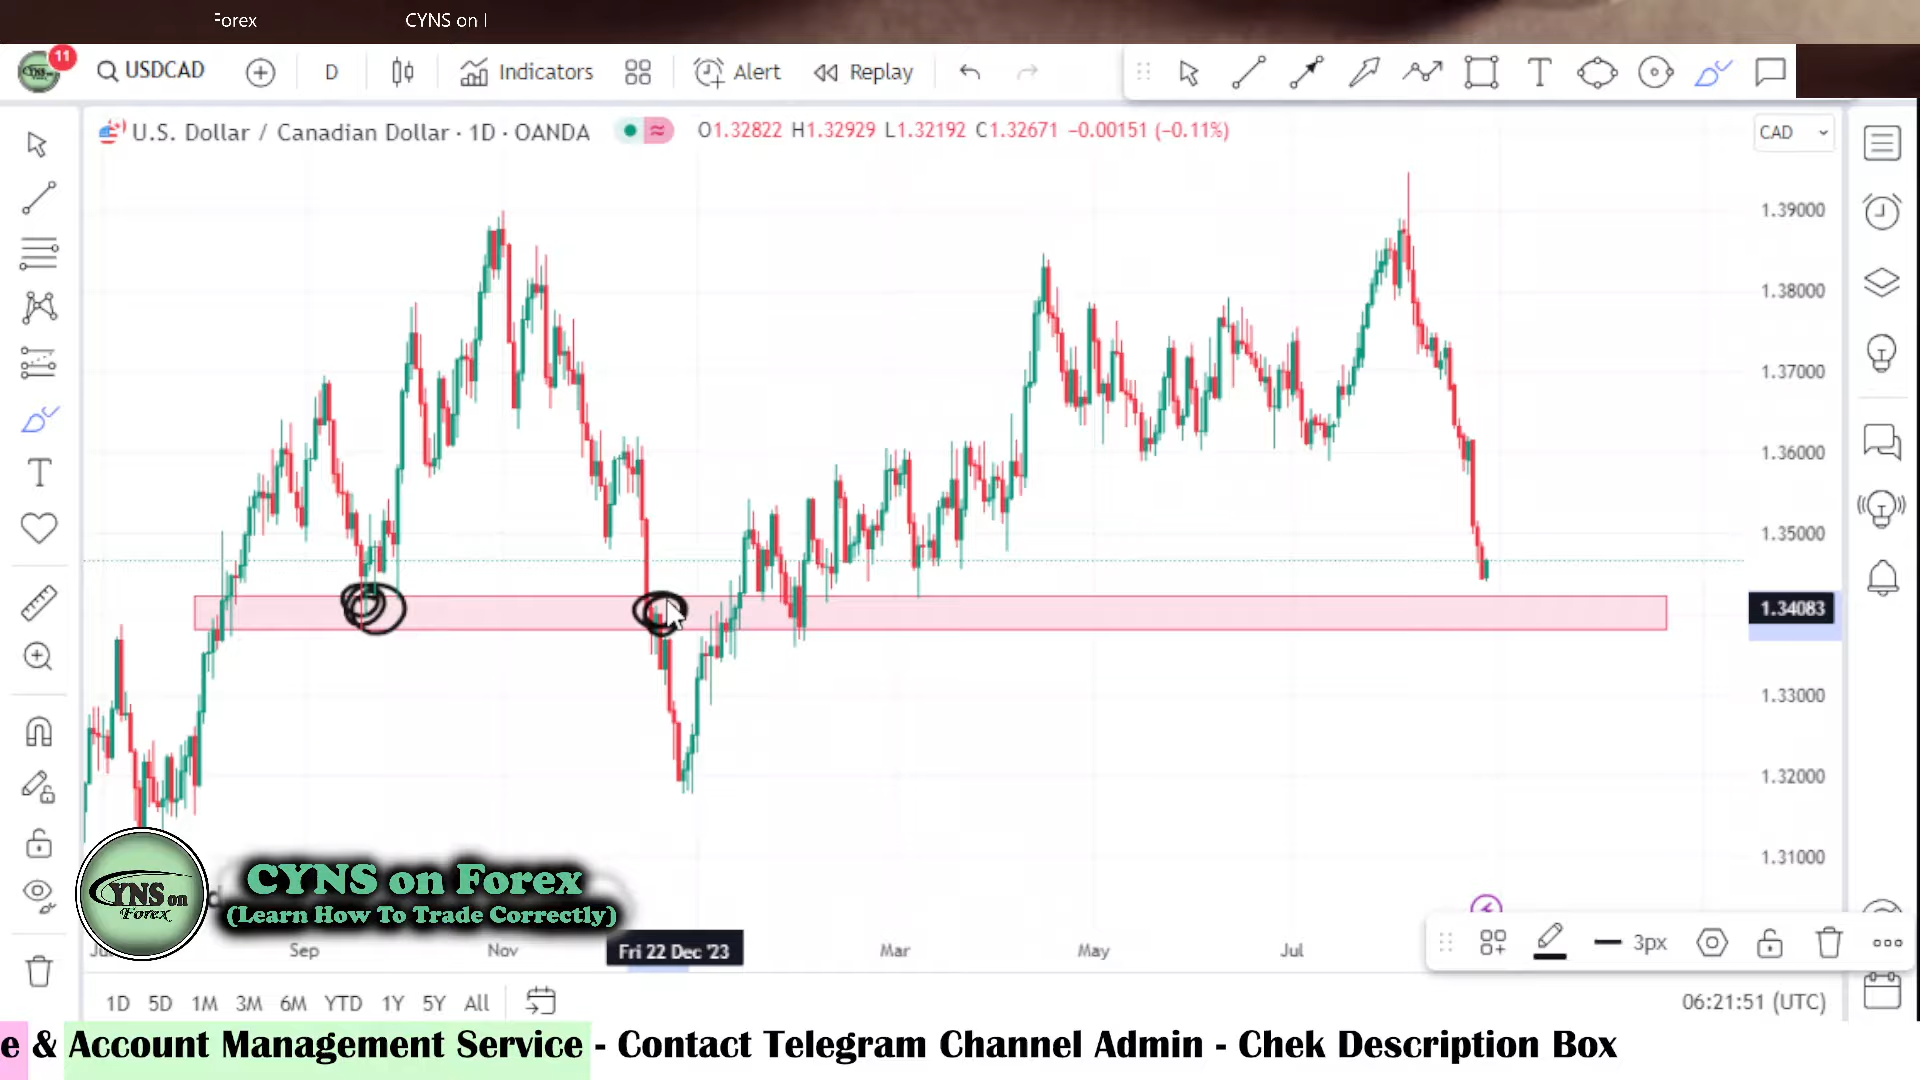 Forex CYNS on
11 USDCAD D Indicators Alert Replay
U.S. Dollar / Canadian Dollar · 1D · OANDA O1.32822 H1.32929 L1.32192 C1.32671 −0.00151 (−0.11%)
CAD
1.39000
1.38000
1.37000
1.36000
1.35000
1.34083
1.33000
1.32000
1.31000
CYNS on Forex
(Learn How To Trade Correctly)
YNS on
Forex
Sep Nov Fri 22 Dec '23 Mar May Jul
3px
1D 5D 1M 3M 6M YTD 1Y 5Y All 06:21:51 (UTC)
e & Account Management Service - Contact Telegram Channel Admin - Chek Description Box